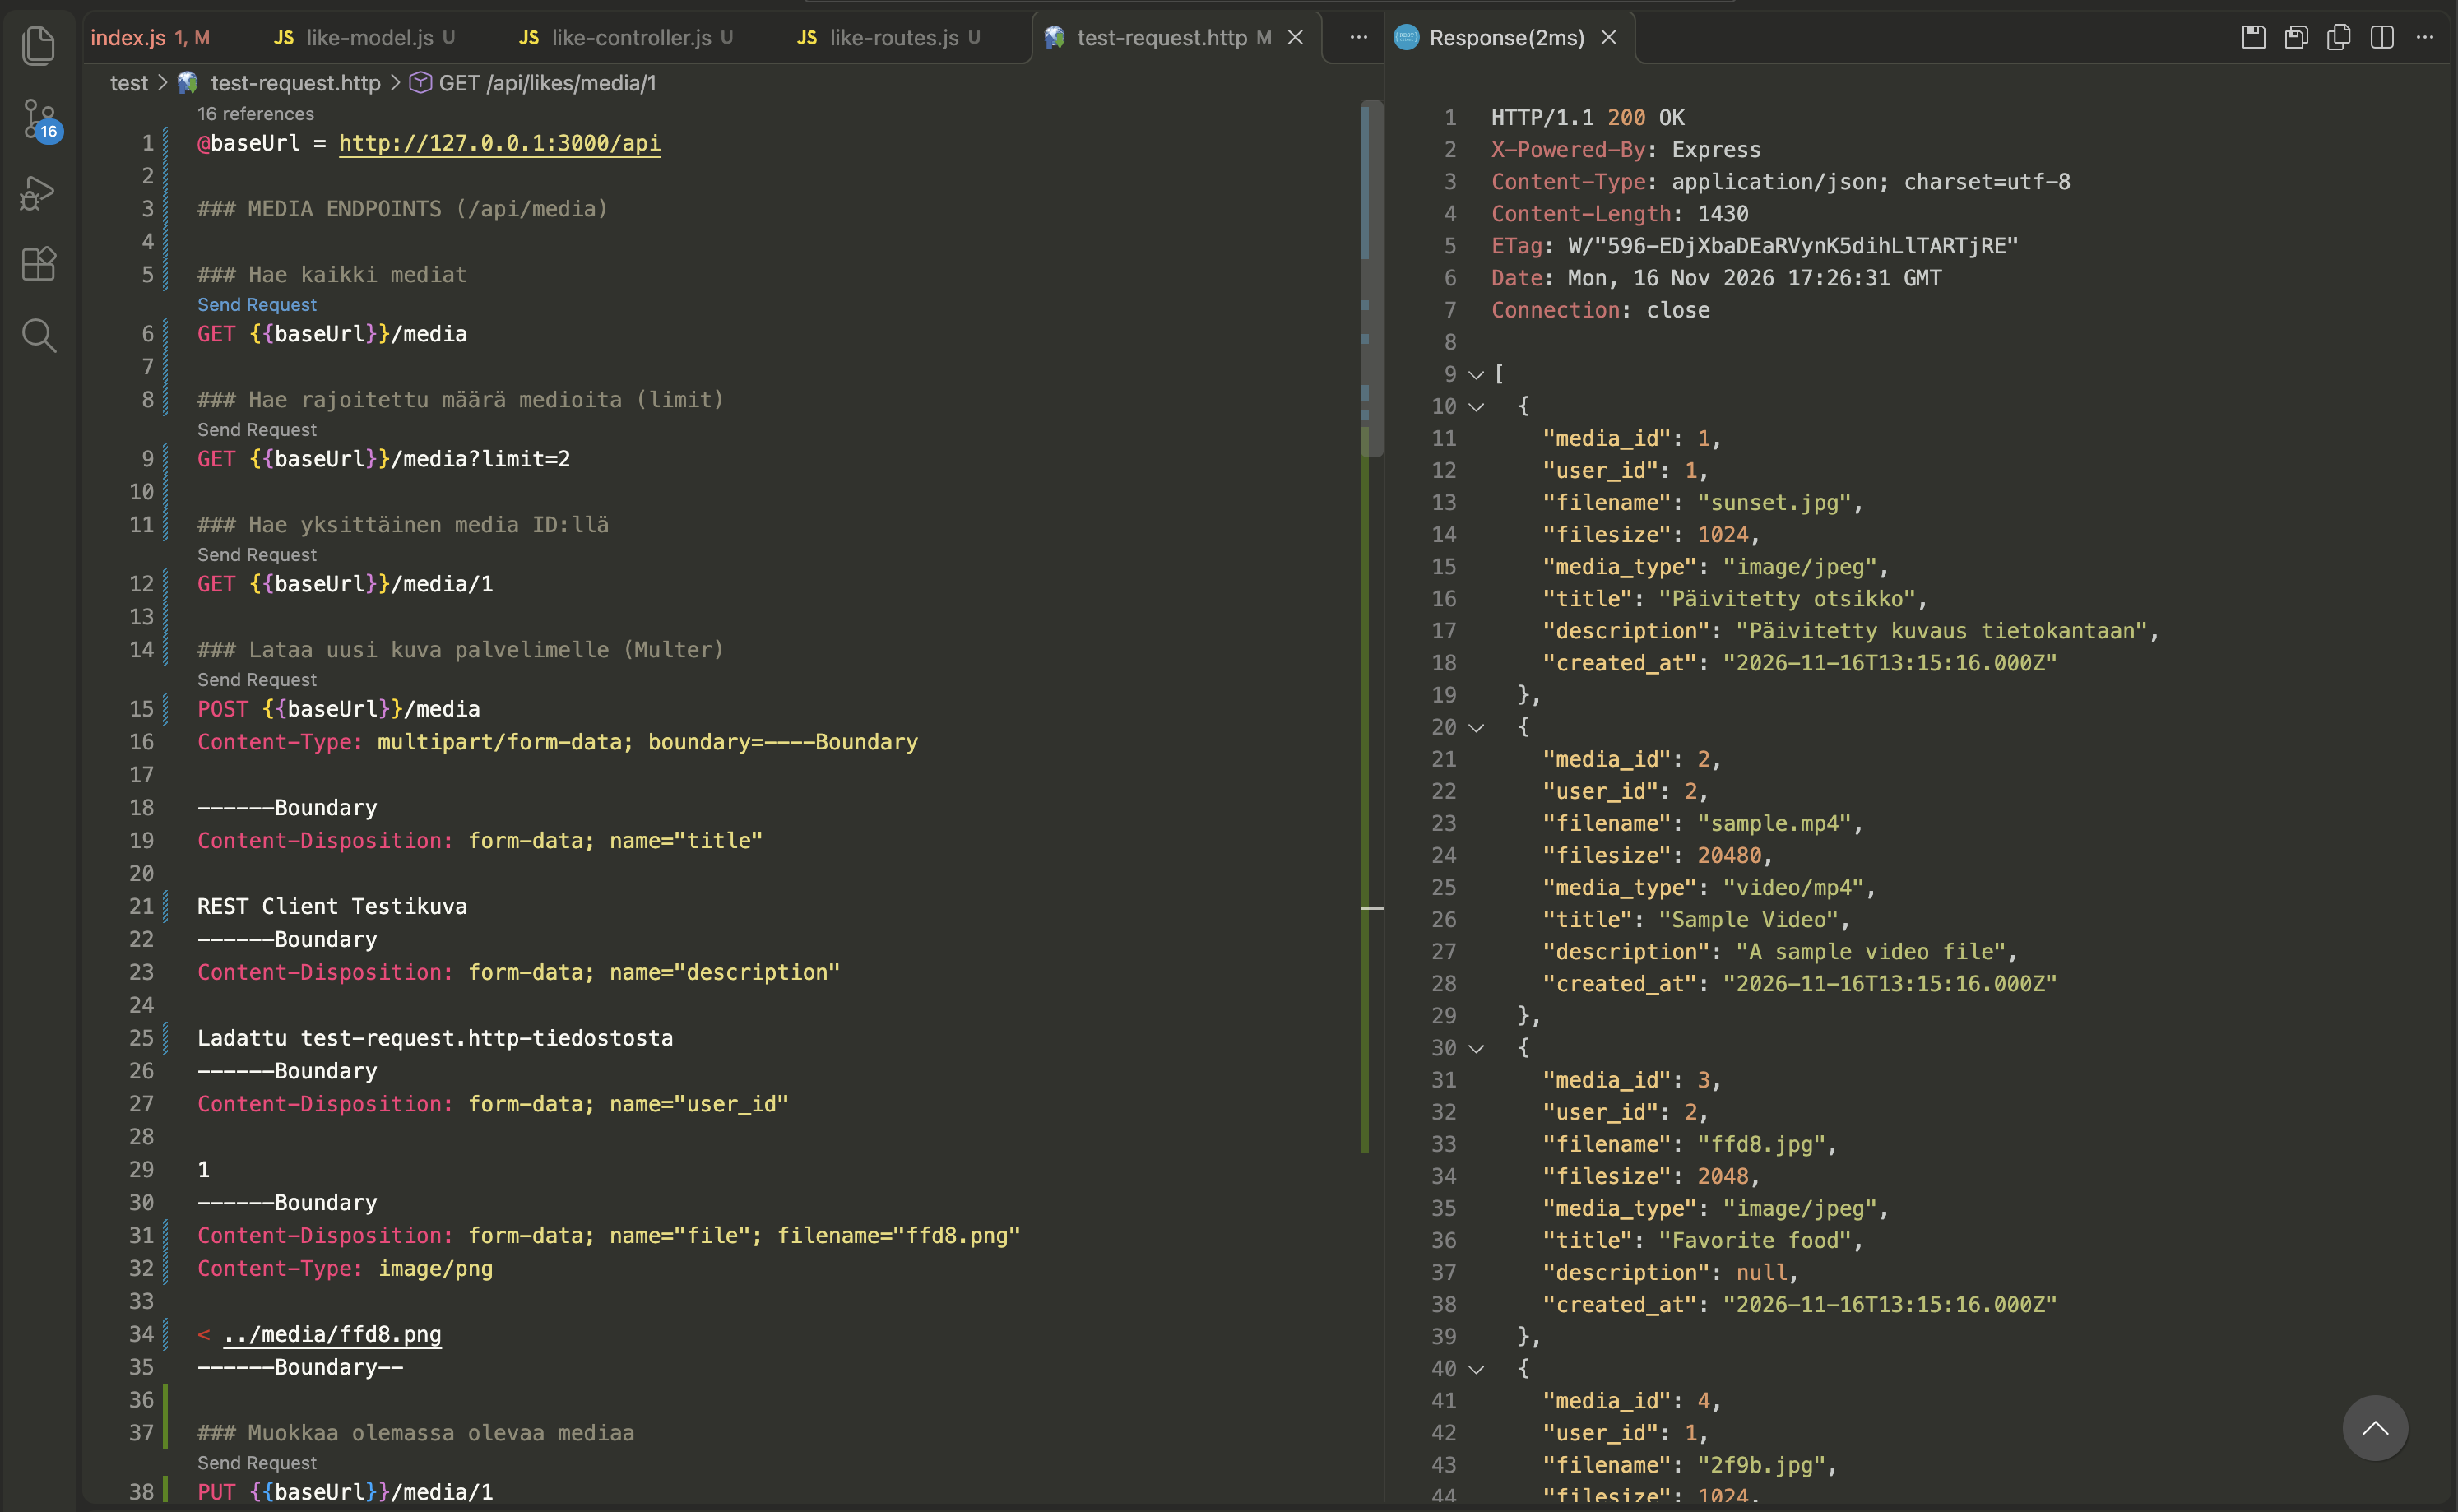 index.js 1, M
JS like-model.js U
JS like-controller.js U
JS like-routes.js U
test-request.http M
Response(2ms)
test > test-request.http > GET /api/likes/media/1
16
16 references
1 @baseUrl = http://127.0.0.1:3000/api
2
3 ### MEDIA ENDPOINTS (/api/media)
4
5 ### Hae kaikki mediat
Send Request
6 GET {{baseUrl}}/media
7
8 ### Hae rajoitettu määrä medioita (limit)
Send Request
9 GET {{baseUrl}}/media?limit=2
10
11 ### Hae yksittäinen media ID:llä
Send Request
12 GET {{baseUrl}}/media/1
13
14 ### Lataa uusi kuva palvelimelle (Multer)
Send Request
15 POST {{baseUrl}}/media
16 Content-Type: multipart/form-data; boundary=----Boundary
17
18 ------Boundary
19 Content-Disposition: form-data; name="title"
20
21 REST Client Testikuva
22 ------Boundary
23 Content-Disposition: form-data; name="description"
24
25 Ladattu test-request.http-tiedostosta
26 ------Boundary
27 Content-Disposition: form-data; name="user_id"
28
29 1
30 ------Boundary
31 Content-Disposition: form-data; name="file"; filename="ffd8.png"
32 Content-Type: image/png
33
34 < ../media/ffd8.png
35 ------Boundary--
36
37 ### Muokkaa olemassa olevaa mediaa
Send Request
38 PUT {{baseUrl}}/media/1
1 HTTP/1.1 200 OK
2 X-Powered-By: Express
3 Content-Type: application/json; charset=utf-8
4 Content-Length: 1430
5 ETag: W/"596-EDjXbaDEaRVynK5dihLlTARTjRE"
6 Date: Mon, 16 Nov 2026 17:26:31 GMT
7 Connection: close
8
9 [
10 {
11 "media_id": 1,
12 "user_id": 1,
13 "filename": "sunset.jpg",
14 "filesize": 1024,
15 "media_type": "image/jpeg",
16 "title": "Päivitetty otsikko",
17 "description": "Päivitetty kuvaus tietokantaan",
18 "created_at": "2026-11-16T13:15:16.000Z"
19 },
20 {
21 "media_id": 2,
22 "user_id": 2,
23 "filename": "sample.mp4",
24 "filesize": 20480,
25 "media_type": "video/mp4",
26 "title": "Sample Video",
27 "description": "A sample video file",
28 "created_at": "2026-11-16T13:15:16.000Z"
29 },
30 {
31 "media_id": 3,
32 "user_id": 2,
33 "filename": "ffd8.jpg",
34 "filesize": 2048,
35 "media_type": "image/jpeg",
36 "title": "Favorite food",
37 "description": null,
38 "created_at": "2026-11-16T13:15:16.000Z"
39 },
40 {
41 "media_id": 4,
42 "user_id": 1,
43 "filename": "2f9b.jpg",
44 "filesize": 1024,